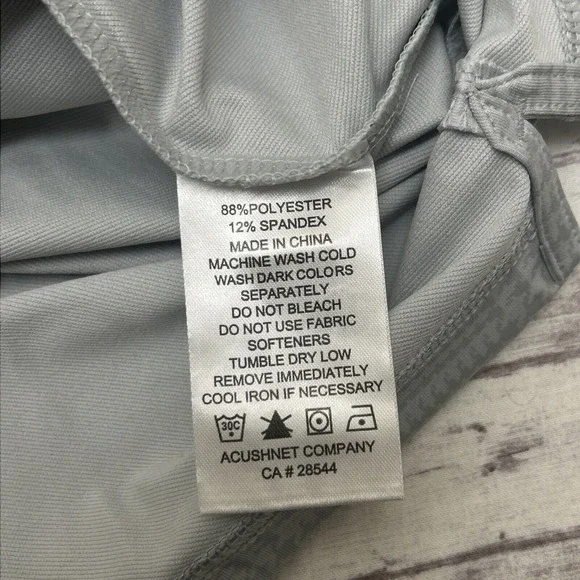 88%POLYESTER
12% SPANDEX
MADE IN CHINA
MACHINE WASH COLD
WASH DARK COLORS
SEPARATELY
DO NOT BLEACH
DO NOT USE FABRIC
SOFTENERS
TUMBLE DRY LOW
REMOVE IMMEDIATELY
COOL IRON IF NECESSARY
30C
ACUSHNET COMPANY
CA # 28544